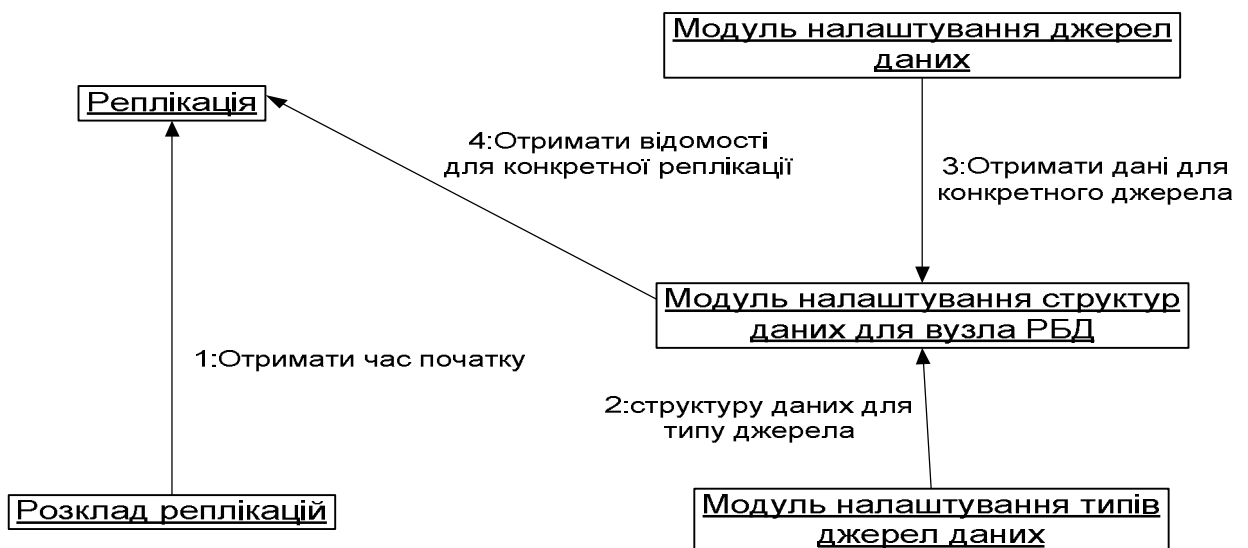 Модуль налаштування джерел
даних
Реплікація
4:Отримати відомості
для конкретної реплікації
3:Отримати дані для
конкретного джерела
Модуль налаштування структур
даних для вузла РБД
1:Отримати час початку
2:структуру даних для
типу джерела
Розклад реплікацій
Модуль налаштування типів
джерел даних